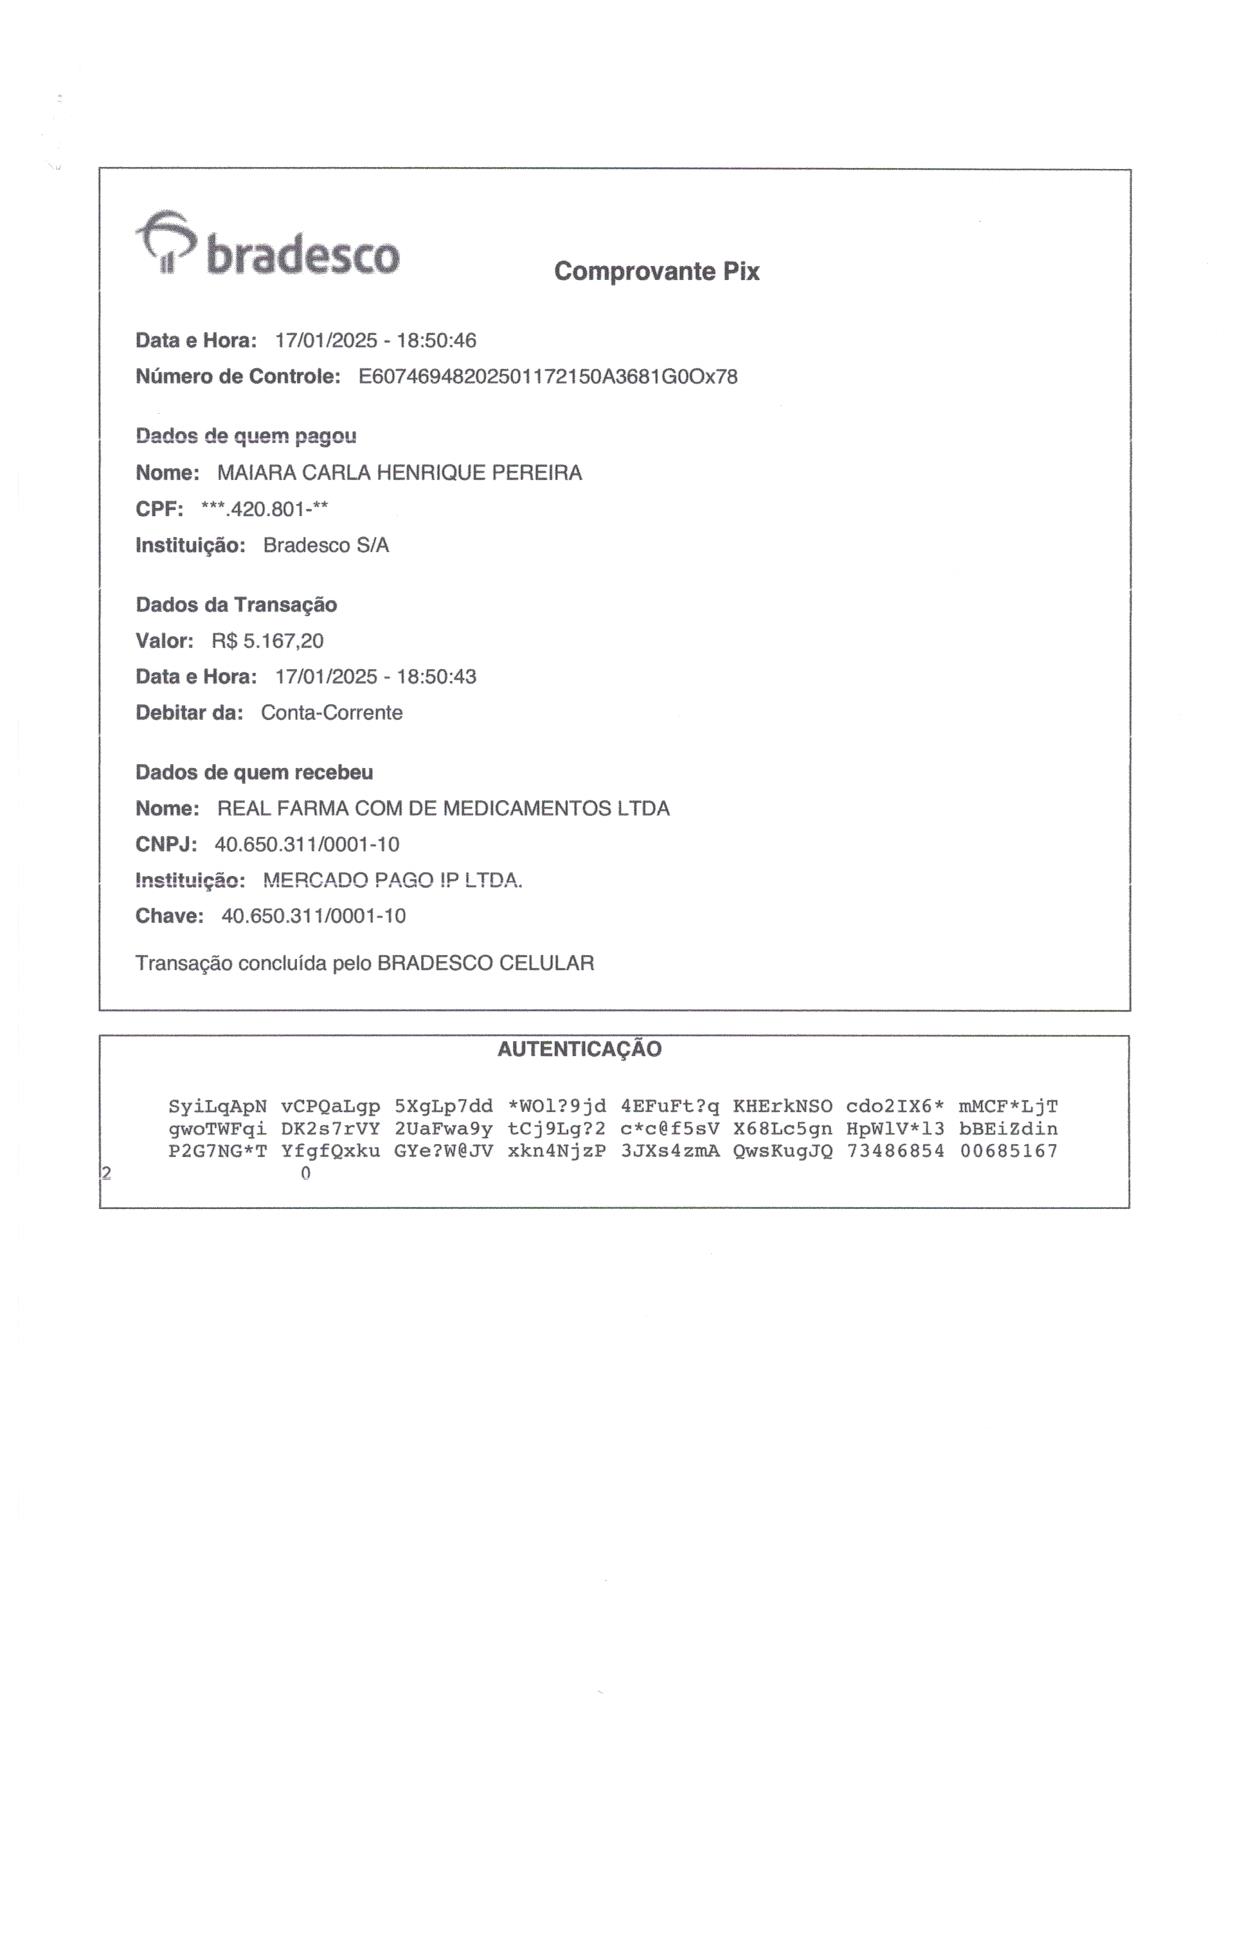 bradesco
Comprovante Pix
Data e Hora: 17/01/2025 - 18:50:46
Número de Controle: E60746948202501172150A3681G0Ox78
Dados de quem pagou
Nome: MAIARA CARLA HENRIQUE PEREIRA
CPF: ***.420.801-**
Instituição: Bradesco S/A
Dados da Transação
Valor: R$ 5.167,20
Data e Hora: 17/01/2025 - 18:50:43
Debitar da: Conta-Corrente
Dados de quem recebeu
Nome: REAL FARMA COM DE MEDICAMENTOS LTDA
CNPJ: 40.650.311/0001-10
Instituição: MERCADO PAGO IP LTDA.
Chave: 40.650.311/0001-10
Transação concluída pelo BRADESCO CELULAR
AUTENTICAÇÃO
SyiLqApN vCPQaLgp 5XgLp7dd *WOl?9jd 4EFuFt?q KHErkNSO cdo2IX6* mMCF*LjT
gwoTWFqi DK2s7rVY 2UaFwa9y tCj9Lg?2 c*c@f5sV X68Lc5gn HpWlV*l3 bBEiZdin
P2G7NG*T YfgfQxku GYe?W@JV xkn4NjzP 3JXs4zmA QwsKugJQ 73486854 00685167
2 0